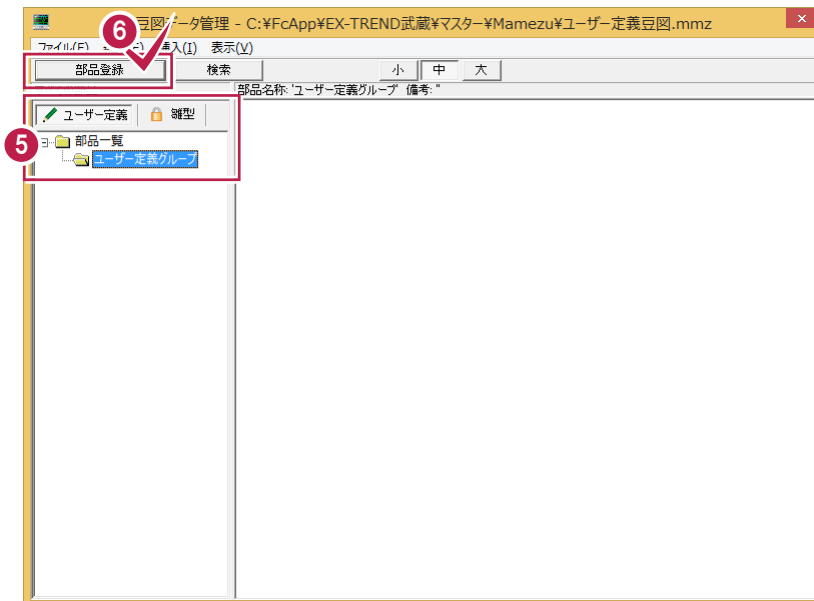 6
豆図データ管理 - C:¥FcApp¥EX-TREND武蔵¥マスター¥Mamezu¥ユーザー定義豆図.mmz
ファイル(F) 挿入(I) 表示(V)
部品登録 検索 小 中 大
部品名称:'ユーザー定義グループ' 備考:''
ユーザー定義 雛型
5
部品一覧
ユーザー定義グループ